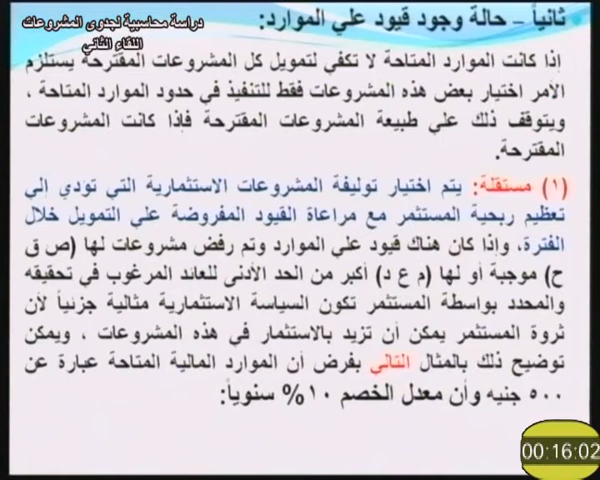 دراسة محاسبية لجدوى المشروعات
اللقاء الثاني
ثانياً – حالة وجود قيود علي الموارد:
إذا كانت الموارد المتاحة لا تكفي لتمويل كل المشروعات المقترحة يستلزم
الأمر اختيار بعض هذه المشروعات فقط للتنفيذ في حدود الموارد المتاحة ،
ويتوقف ذلك علي طبيعة المشروعات المقترحة فإذا كانت المشروعات
المقترحة.
(١) مستقلة: يتم اختيار توليفة المشروعات الاستثمارية التي تؤدي الي
تعظيم ربحية المستثمر مع مراعاة القيود المفروضة علي التمويل خلال
الفترة، وإذا كان هناك قيود علي الموارد وتم رفض مشروعات لها (ص ق
ح) موجبة أو لها (م ع د) أكبر من الحد الأدنى للعائد المرغوب في تحقيقه
والمحدد بواسطة المستثمر تكون السياسة الاستثمارية مثالية جزئياً لأن
ثروة المستثمر يمكن أن تزيد بالاستثمار في هذه المشروعات ، ويمكن
توضيح ذلك بالمثال التالي بفرض أن الموارد المالية المتاحة عبارة عن
٥٠٠ جنيه وأن معدل الخصم ١٠% سنوياً:
00:16:02